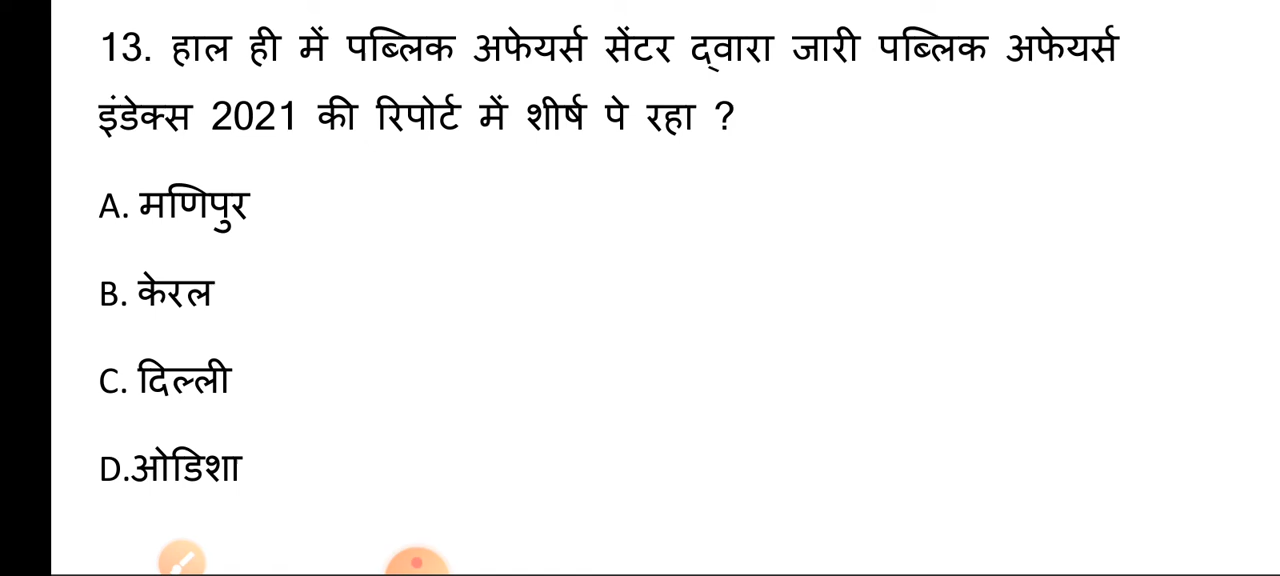 13. हाल ही में पब्लिक अफेयर्स सेंटर द्वारा जारी पब्लिक अफेयर्स
इंडेक्स 2021 की रिपोर्ट में शीर्ष पे रहा ?
A. मणिपुर
B. केरल
C. दिल्ली
D.ओडिशा